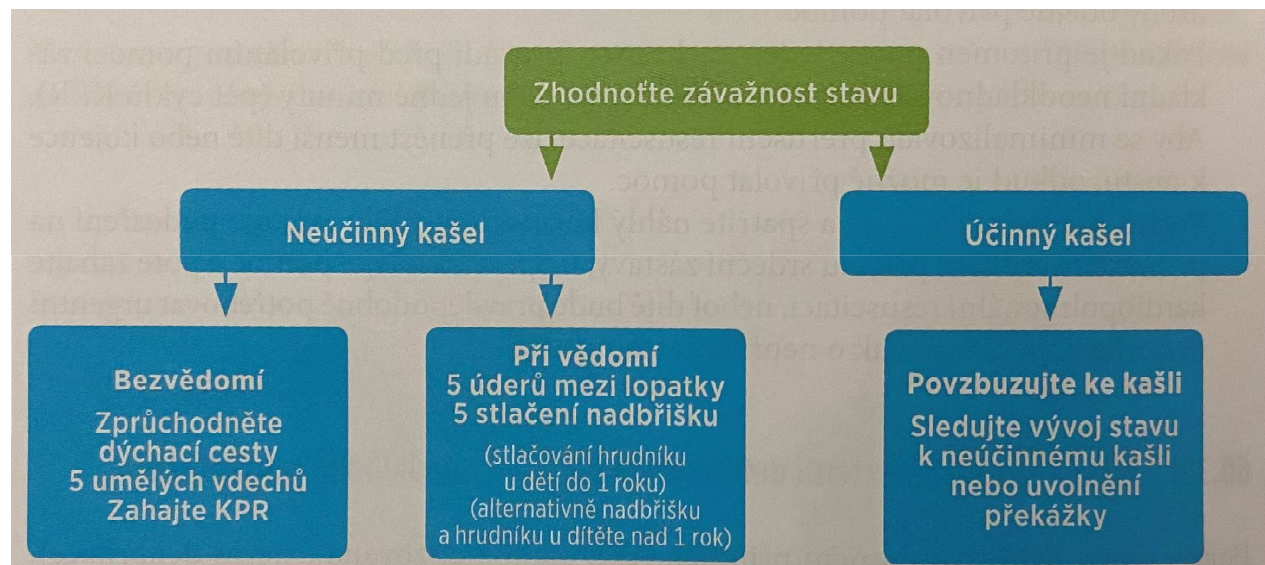 Zhodnoťte závažnost stavu
Neúčinný kašel
Účinný kašel
Bezvědomí
Zprůchodněte
dýchací cesty
5 umělých vdechů
Zahajte KPR
Při vědomí
5 úderů mezi lopatky
5 stlačení nadbřišku
(stlačování hrudníku
u dětí do 1 roku)
(alternativně nadbřišku
a hrudníku u dítěte nad 1 rok)
Povzbuzujte ke kašli
Sledujte vývoj stavu
k neúčinnému kašli
nebo uvolnění
překážky